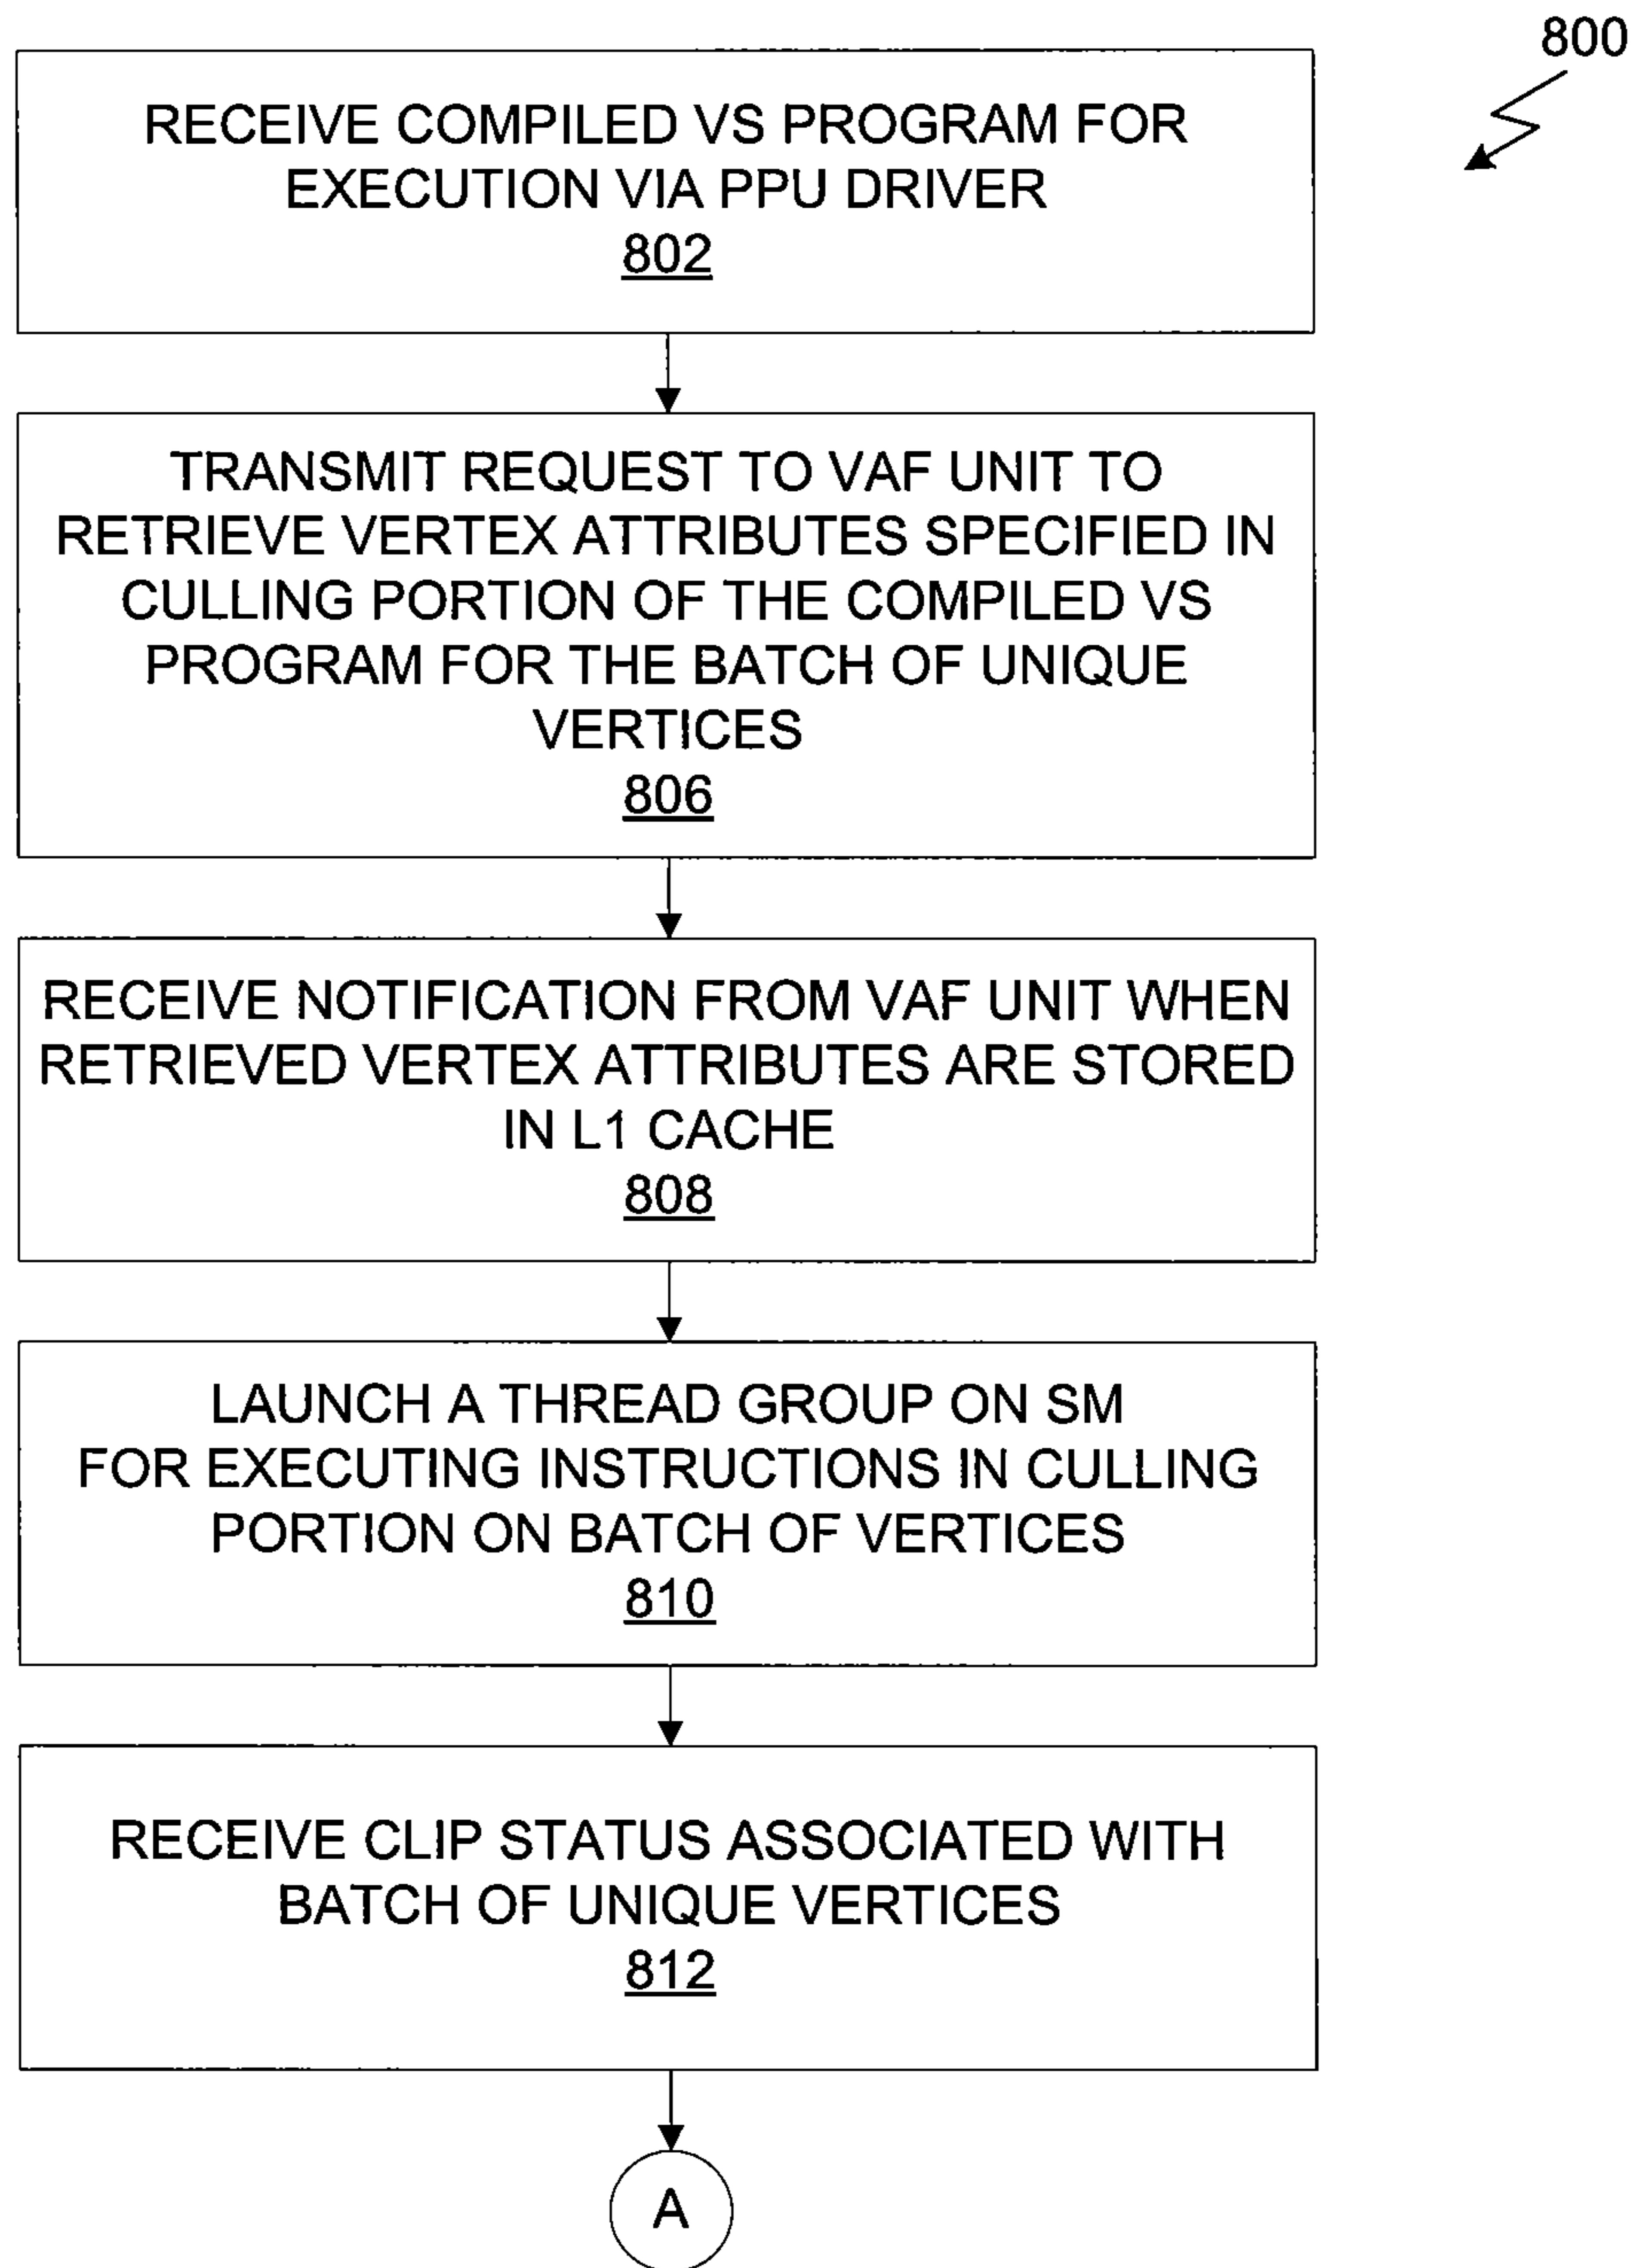 800
RECEIVE COMPILED VS PROGRAM FOR
EXECUTION VIA PPU DRIVER
802
TRANSMIT REQUEST TO VAF UNIT TO
RETRIEVE VERTEX ATTRIBUTES SPECIFIED IN
CULLING PORTION OF THE COMPILED VS
PROGRAM FOR THE BATCH OF UNIQUE
VERTICES
806
RECEIVE NOTIFICATION FROM VAF UNIT WHEN
RETRIEVED VERTEX ATTRIBUTES ARE STORED
IN L1 CACHE
808
LAUNCH A THREAD GROUP ON SM
FOR EXECUTING INSTRUCTIONS IN CULLING
PORTION ON BATCH OF VERTICES
810
RECEIVE CLIP STATUS ASSOCIATED WITH
BATCH OF UNIQUE VERTICES
812
A